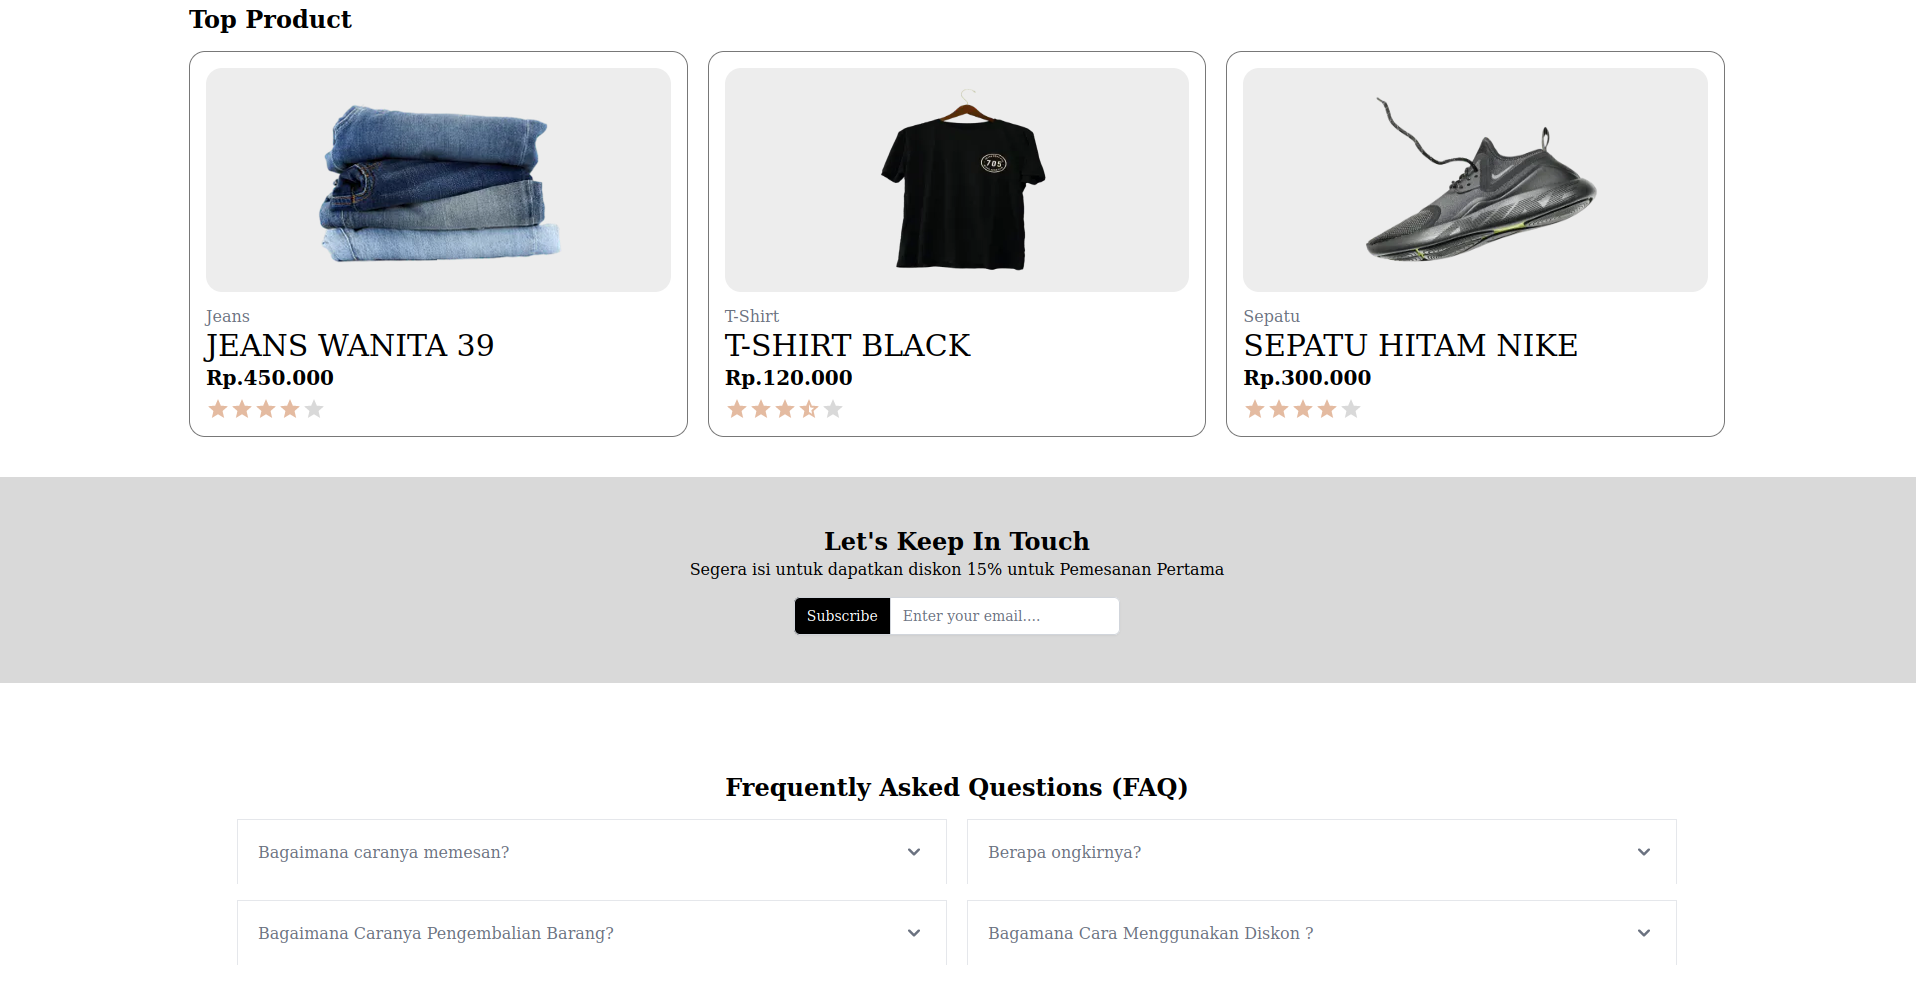 Top Product
705
Jeans
JEANS WANITA 39
Rp.450.000
T-Shirt
T-SHIRT BLACK
Rp.120.000
Sepatu
SEPATU HITAM NIKE
Rp.300.000
Let's Keep In Touch
Segera isi untuk dapatkan diskon 15% untuk Pemesanan Pertama
Subscribe
Enter your email....
Frequently Asked Questions (FAQ)
Bagaimana caranya memesan?
Berapa ongkirnya?
Bagaimana Caranya Pengembalian Barang?
Bagamana Cara Menggunakan Diskon ?